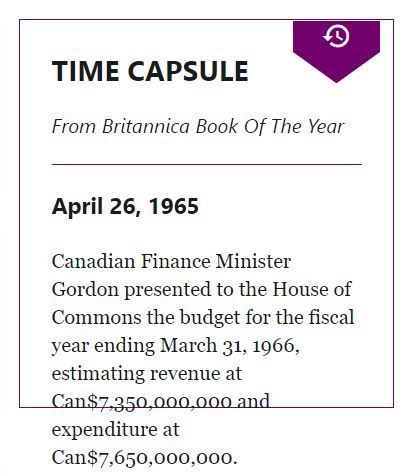 TIME CAPSULE
From Britannica Book Of The Year
April 26, 1965
Canadian Finance Minister
Gordon presented to the House of
Commons the budget for the fiscal
year ending March 31, 1966,
estimating revenue at
Can$7,350,000,000 and
expenditure at
Can$7,650,000,000.